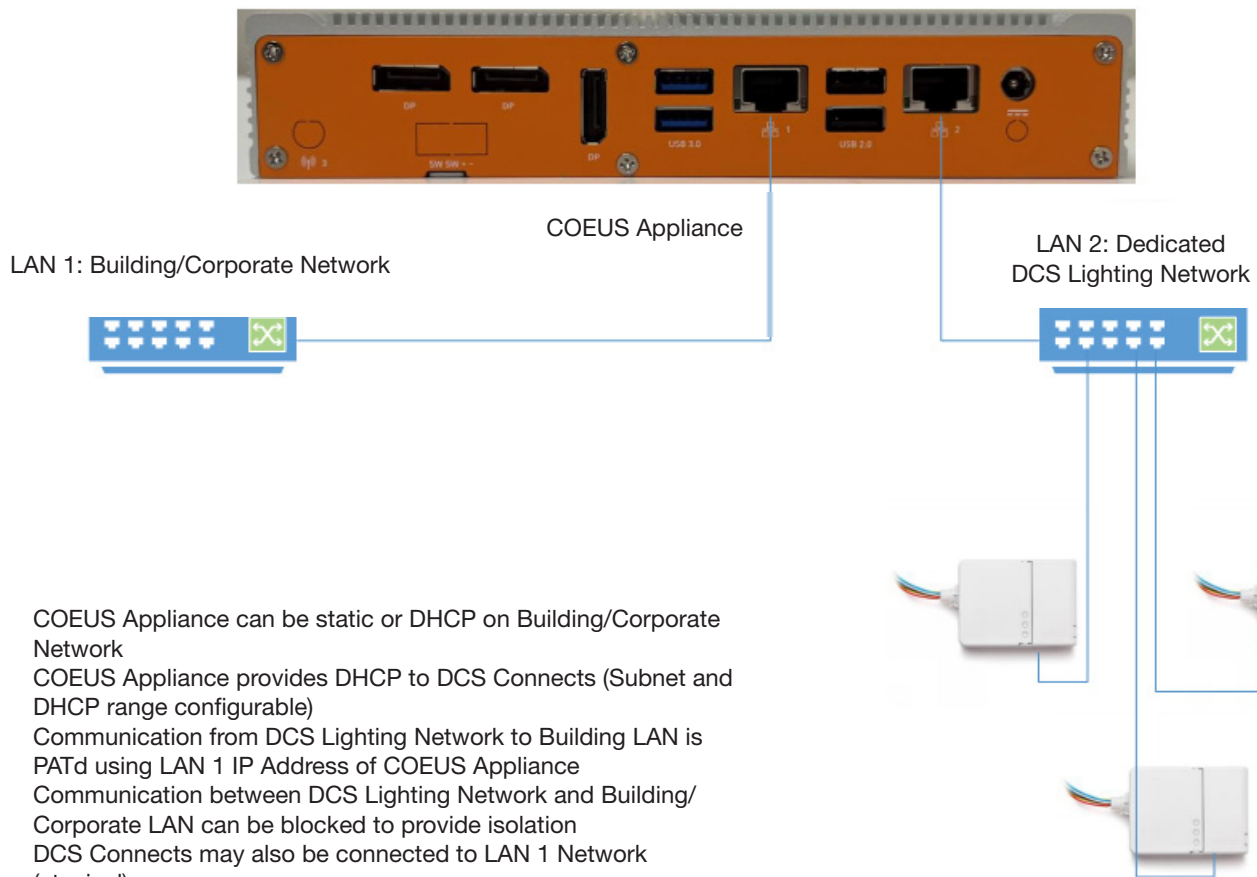 DP
DP
DP
SW SW + -
3
USB 3.0
1
USB 2.0
2
COEUS Appliance
LAN 1: Building/Corporate Network
LAN 2: Dedicated
DCS Lighting Network
COEUS Appliance can be static or DHCP on Building/Corporate
Network
COEUS Appliance provides DHCP to DCS Connects (Subnet and
DHCP range configurable)
Communication from DCS Lighting Network to Building LAN is
PATd using LAN 1 IP Address of COEUS Appliance
Communication between DCS Lighting Network and Building/
Corporate LAN can be blocked to provide isolation
DCS Connects may also be connected to LAN 1 Network